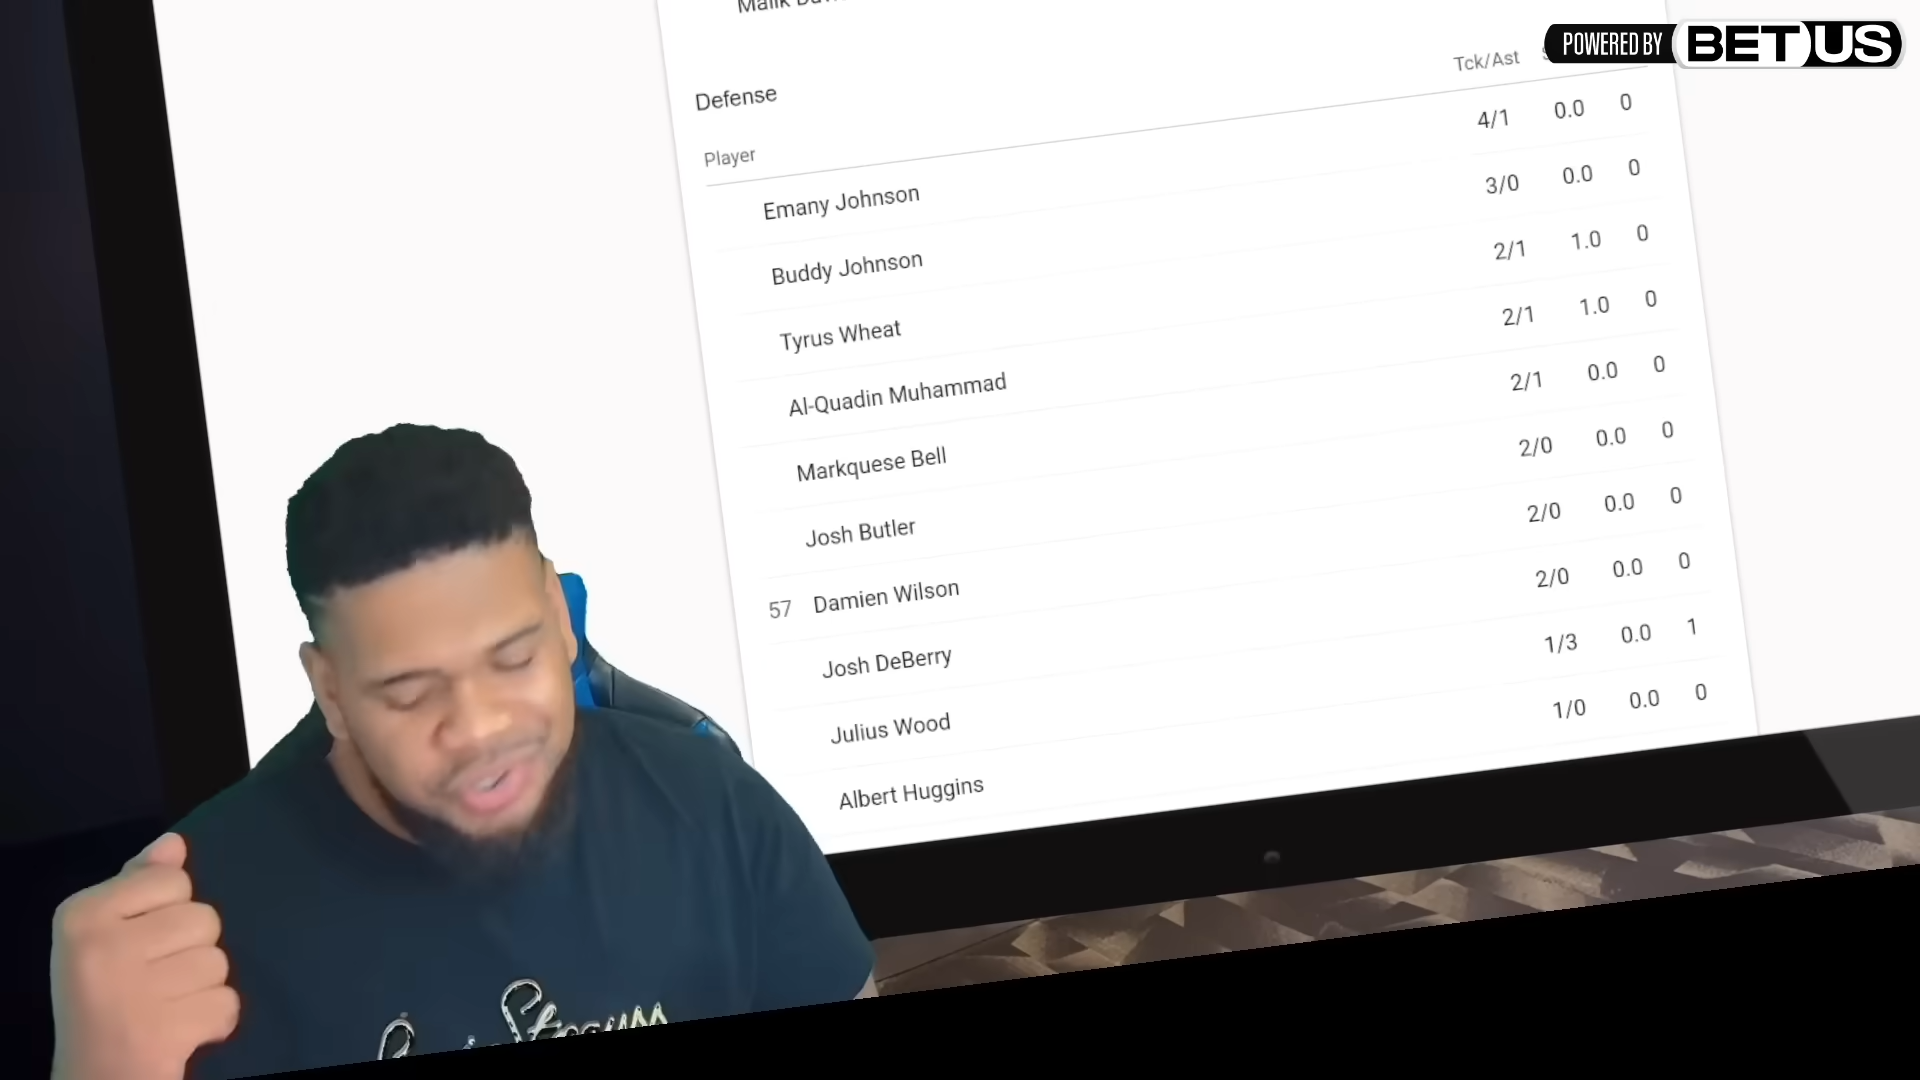 Malik
POWERED BY BETUS
Defense
Player Tck/Ast
Emany Johnson 4/1 0.0 0
Buddy Johnson 3/0 0.0 0
Tyrus Wheat 2/1 1.0 0
Al-Quadin Muhammad 2/1 1.0 0
Markquese Bell 2/1 0.0 0
Josh Butler 2/0 0.0 0
57 Damien Wilson 2/0 0.0 0
Josh DeBerry 2/0 0.0 0
Julius Wood 1/3 0.0 1
Albert Huggins 1/0 0.0 0
Strauss